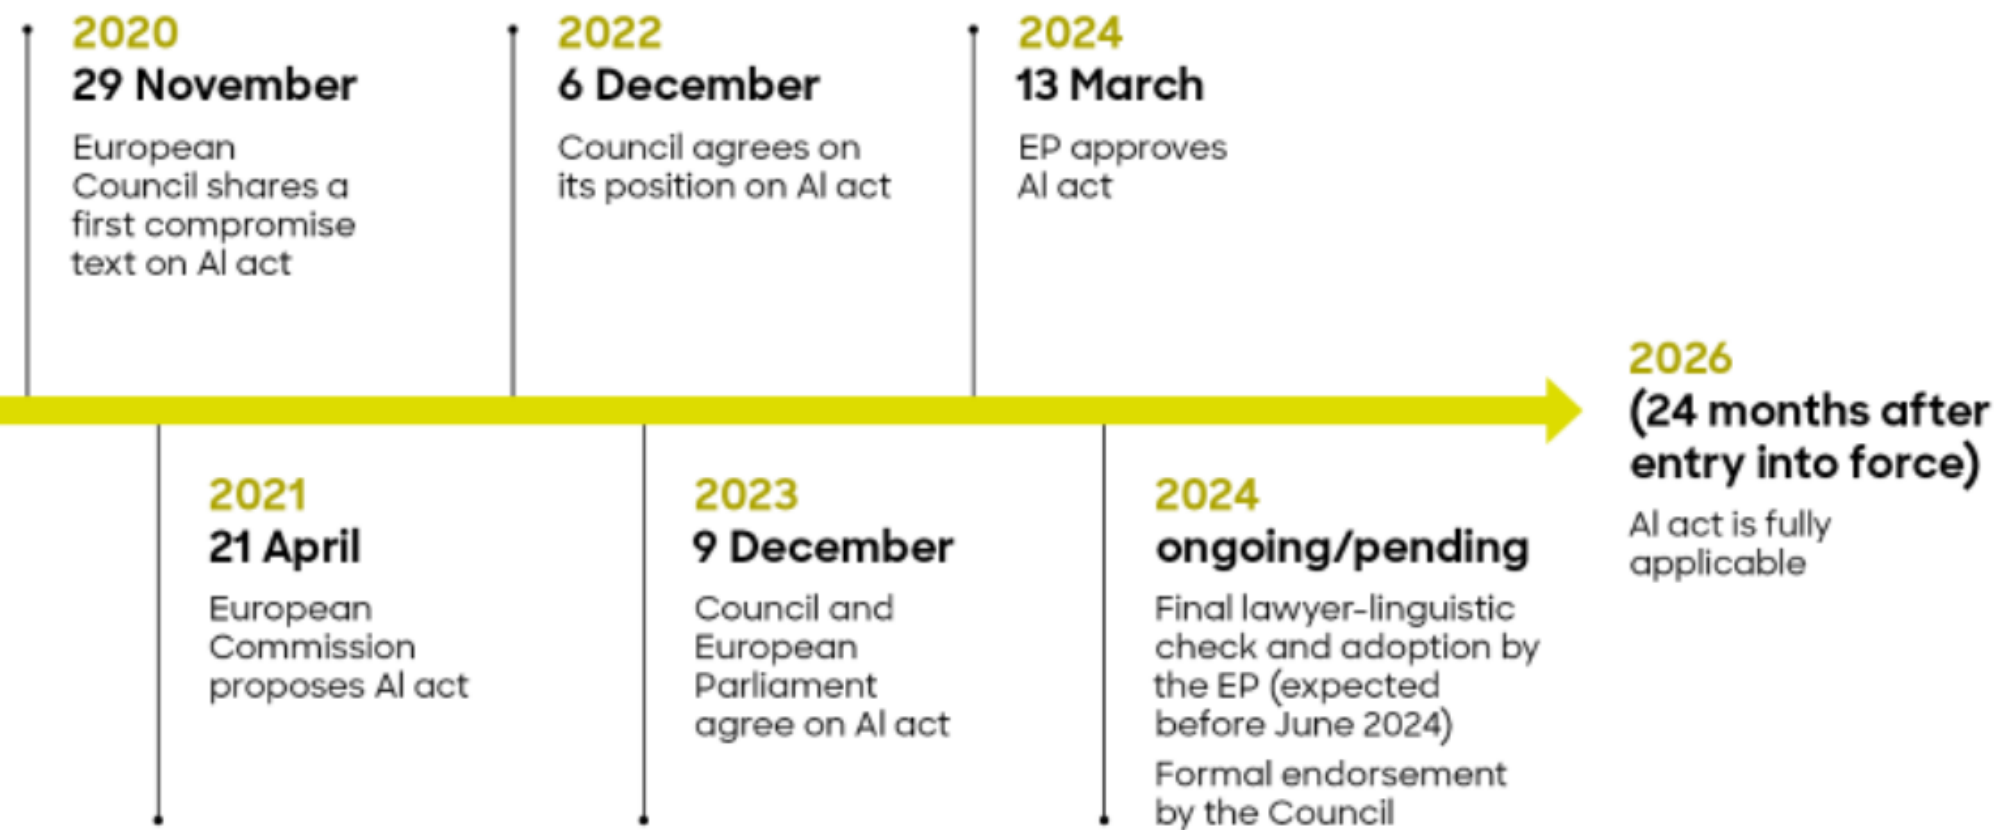 2020
29 November
European
Council shares a
first compromise
text on AI act
2021
21 April
European
Commission
proposes AI act
2022
6 December
Council agrees on
its position on AI act
2023
9 December
Council and
European
Parliament
agree on AI act
2024
13 March
EP approves
AI act
2024
ongoing/pending
Final lawyer-linguistic
check and adoption by
the EP (expected
before June 2024)
Formal endorsement
by the Council
2026
(24 months after
entry into force)
AI act is fully
applicable